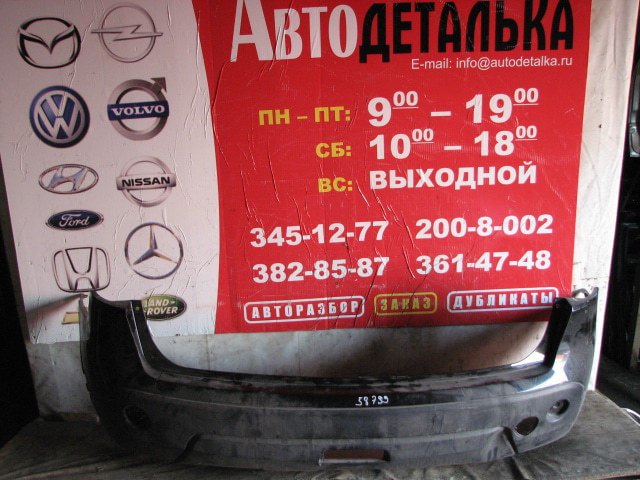 АВТОДЕТАЛЬКА
E-mail: info@autodetalka.ru
ПН – ПТ: 9⁰⁰ – 19⁰⁰
СБ: 10⁰⁰ – 18⁰⁰
ВС: ВЫХОДНОЙ
345-12-77 200-8-002
382-85-87 361-47-48
АВТОРАЗБОР ЗАКАЗ ДУБЛИКАТЫ
VOLVO
NISSAN
Ford
LAND
ROVER
58799